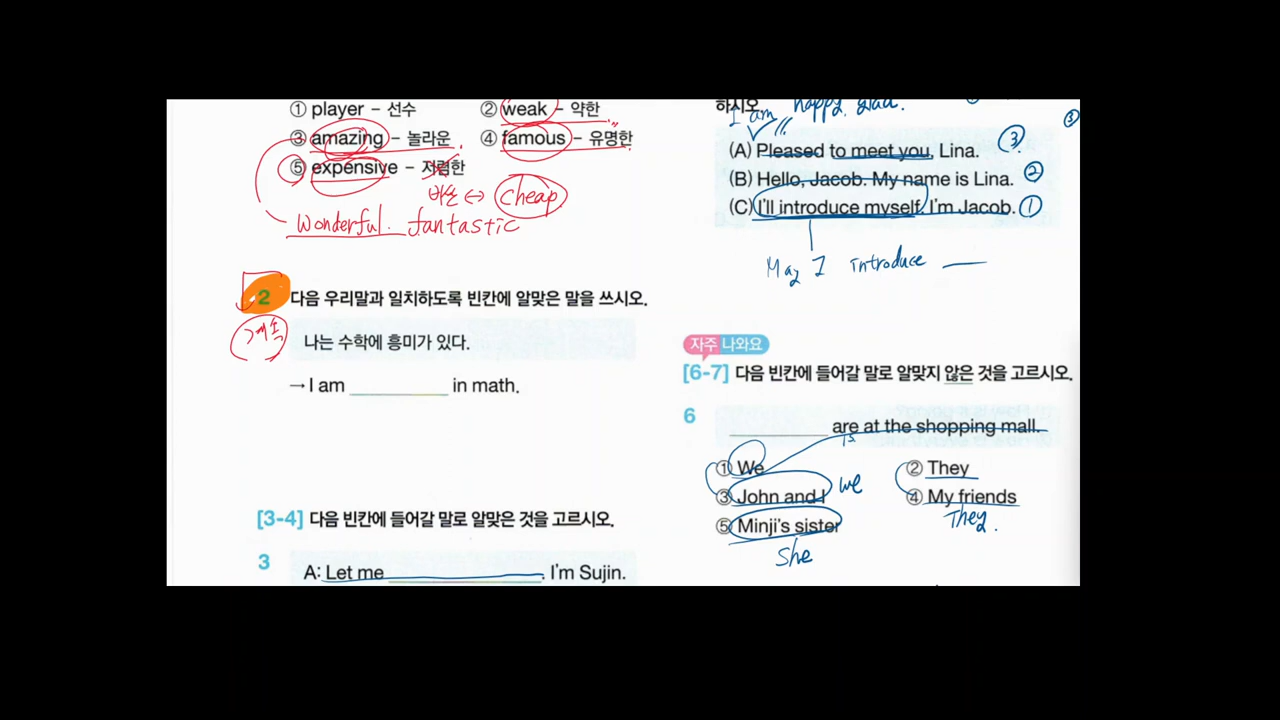 ① player – 선수 ② weak – 약한
③ amazing – 놀라운 ④ famous – 유명한
⑤ expensive – 저렴한
비싼 ↔ cheap
wonderful. fantastic
2 다음 우리말과 일치하도록 빈칸에 알맞은 말을 쓰시오.
나는 수학에 흥미가 있다.
→ I am ________ in math.
[3-4] 다음 빈칸에 들어갈 말로 알맞은 것을 고르시오.
3
A: Let me ________. I'm Sujin.
하시오.
I am happy. glad.
③
(A) Pleased to meet you, Lina. ③
(B) Hello, Jacob. My name is Lina. ②
(C) I'll introduce myself. I'm Jacob. ①
May I introduce
자주 나와요
[6-7] 다음 빈칸에 들어갈 말로 알맞지 않은 것을 고르시오.
6
________ are at the shopping mall.
is
① We ② They
③ John and I we ④ My friends
They.
⑤ Minji's sister
She